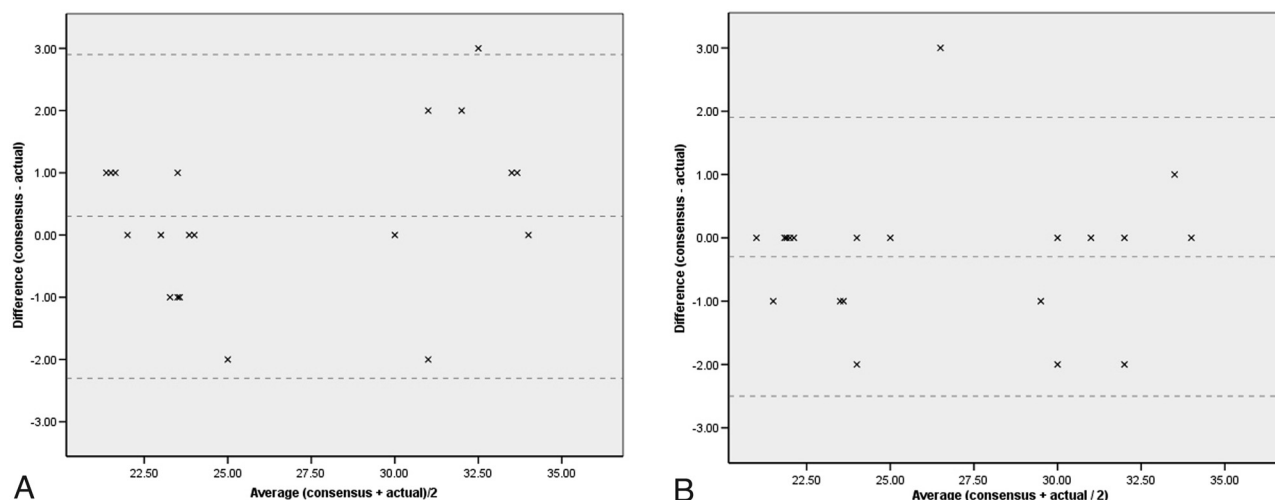 3.00
2.00
1.00
0.00
-1.00
-2.00
-3.00
Difference (consensus - actual)
22.50 25.00 27.50 30.00 32.50 35.00
Average (consensus + actual)/2
A
3.00
2.00
1.00
0.00
-1.00
-2.00
-3.00
Difference (consensus - actual)
22.50 25.00 27.50 30.00 32.50 35.00
Average (consensus + actual / 2)
B